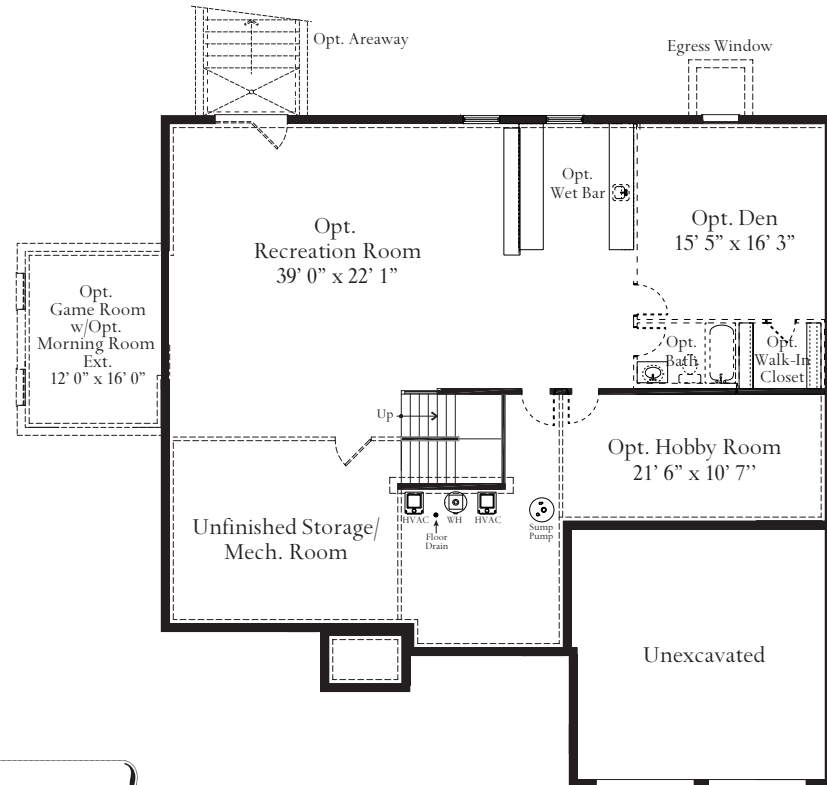 Opt. Areaway
Egress Window
Opt.
Wet Bar
Opt. Den
15’ 5” x 16’ 3”
Opt.
Recreation Room
39’ 0” x 22’ 1”
Opt.
Game Room
w/Opt.
Morning Room
Ext.
12’ 0” x 16’ 0”
Opt.
Bath
Opt.
Walk-In
Closet
Up
Opt. Hobby Room
21’ 6” x 10’ 7’’
Unfinished Storage/
Mech. Room
HVAC
WH
HVAC
Floor
Drain
Sump
Pump
Unexcavated